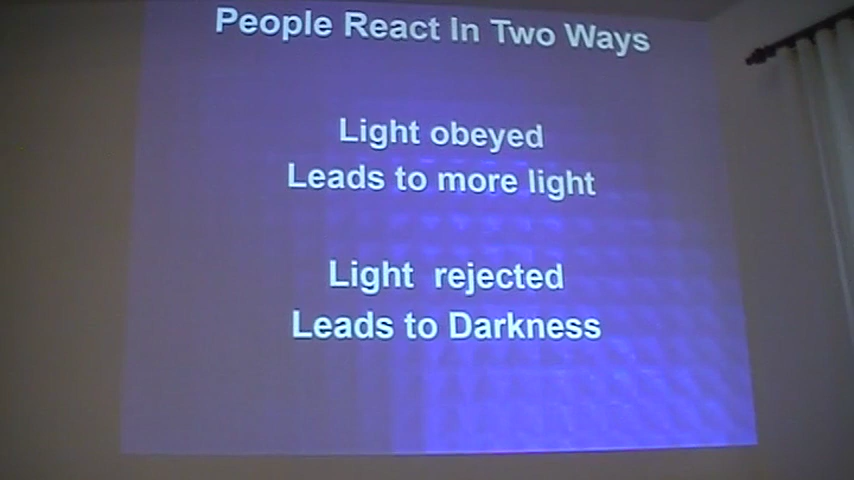 People React In Two Ways
Light obeyed
Leads to more light
Light rejected
Leads to Darkness